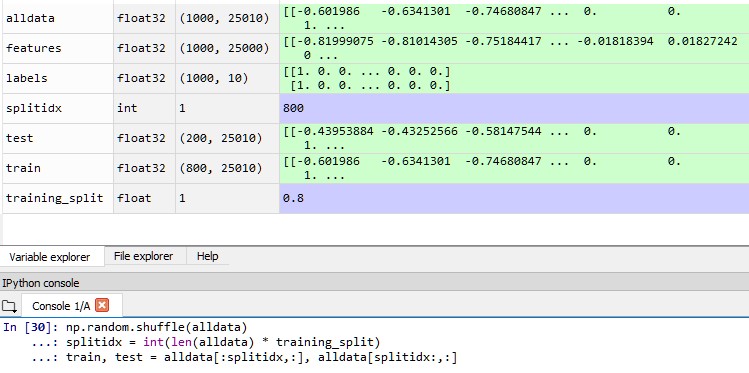 alldata float32 (1000, 25010) [[-0.601986 -0.6341301 -0.74680847 ... 0. 0.
1. ...
features float32 (1000, 25000) [[-0.81999075 -0.81014305 -0.75184417 ... -0.01818394 0.01827242
0 ...
labels float32 (1000, 10) [[1. 0. 0. ... 0. 0. 0.]
[1. 0. 0. ... 0. 0. 0.]
splitidx int 1 800
test float32 (200, 25010) [[-0.43953884 -0.43252566 -0.58147544 ... 0. 0.
1. ...
train float32 (800, 25010) [[-0.601986 -0.6341301 -0.74680847 ... 0. 0.
1. ...
training_split float 1 0.8
Variable explorer File explorer Help
IPython console
Console 1/A
In [30]: np.random.shuffle(alldata)
...: splitidx = int(len(alldata) * training_split)
...: train, test = alldata[:splitidx,:], alldata[splitidx:,:]